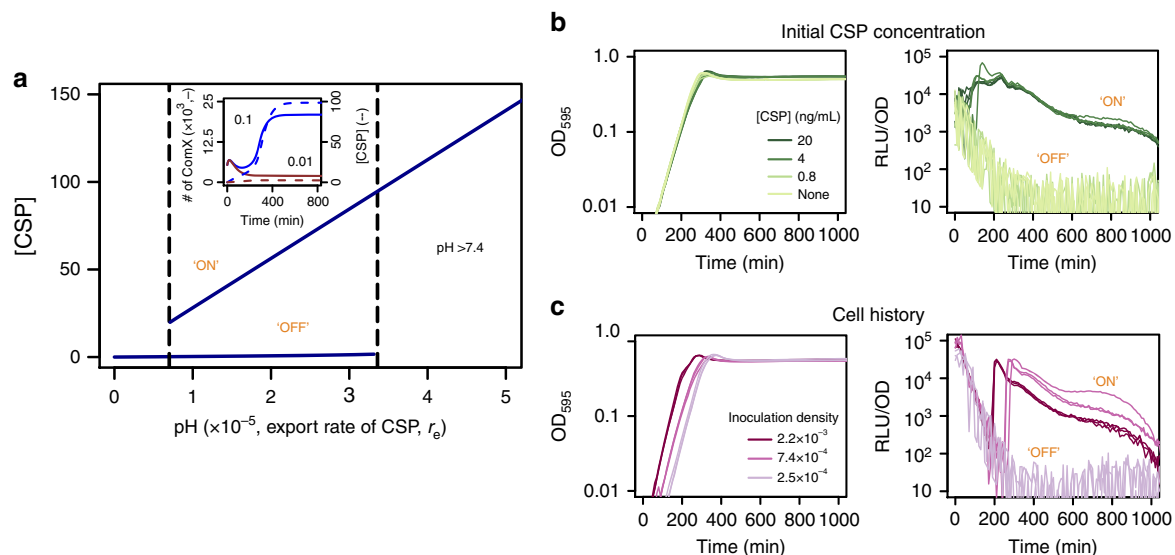 a
150
100
50
0
[CSP]
0 1 2 3 4 5
pH (×10⁻⁵, export rate of CSP, rₑ)
'ON'
'OFF'
pH >7.4
# of ComX (×10³,–)
25
12.5
0
0.1
0.01
100
50
0
[CSP] (--)
0 400 800
Time (min)
b
Initial CSP concentration
OD₅₉₅
1.0
0.1
0.01
[CSP] (ng/mL)
20
4
0.8
None
0 200 400 600 800 1000
Time (min)
RLU/OD
10⁵
10⁴
10³
10²
10
'ON'
'OFF'
0 200 400 600 800 1000
Time (min)
c
Cell history
OD₅₉₅
1.0
0.1
0.01
Inoculation density
2.2×10⁻³
7.4×10⁻⁴
2.5×10⁻⁴
0 200 400 600 800 1000
Time (min)
RLU/OD
10⁵
10⁴
10³
10²
10
'ON'
'OFF'
0 200 400 600 800 1000
Time (min)